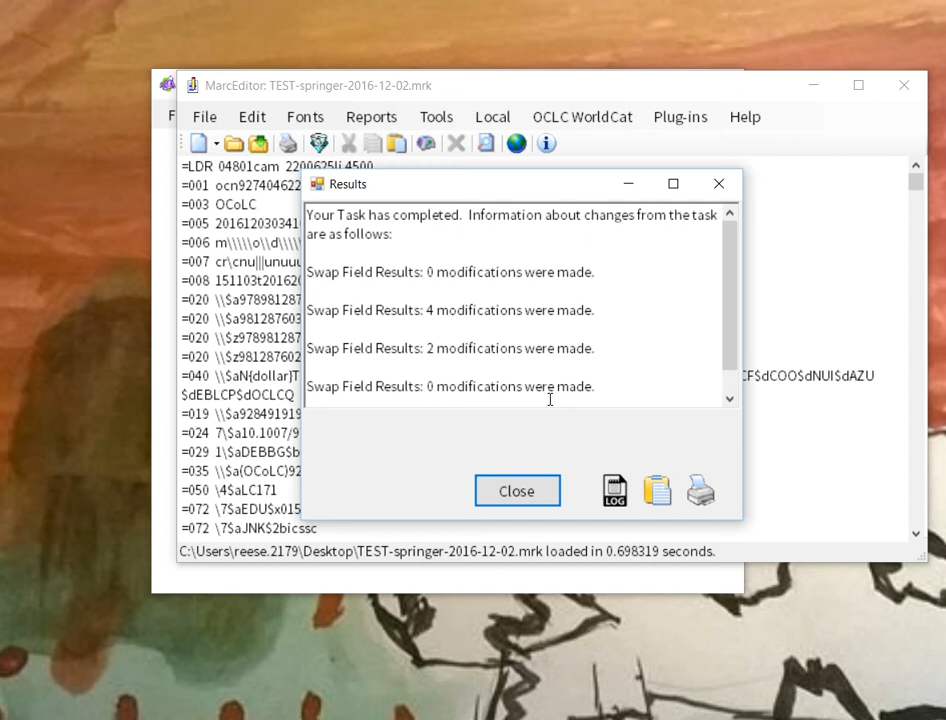 MarcEditor: TEST-springer-2016-12-02.mrk
F
File Edit Fonts Reports Tools Local OCLC WorldCat Plug-ins Help
=LDR 04801cam 2200625Ii 4500
=001 ocn927404622
=003 OCoLC
=005 201612030341
=006 m\\\\\o\\d\\\\\
=007 cr\cnu|||unuuu
=008 151103t201620
=020 \\$a978981287
=020 \\$a981287603
=020 \\$z978981287
=020 \\$z981287602
=040 \\$aN{dollar}T CF$dCOO$dNUI$dAZU
$dEBLCP$dOCLCQ
=019 \\$a928491919
=024 7\$a10.1007/9
=029 1\$aDEBBG$b
=035 \\$a(OCoLC)92
=050 \4$aLC171
=072 \7$aEDU$x015
=072 \7$aJNK$2bicssc
C:\Users\reese.2179\Desktop\TEST-springer-2016-12-02.mrk loaded in 0.698319 seconds.
Results
Your Task has completed. Information about changes from the task
are as follows:
Swap Field Results: 0 modifications were made.
Swap Field Results: 4 modifications were made.
Swap Field Results: 2 modifications were made.
Swap Field Results: 0 modifications were made.
Close
LOG